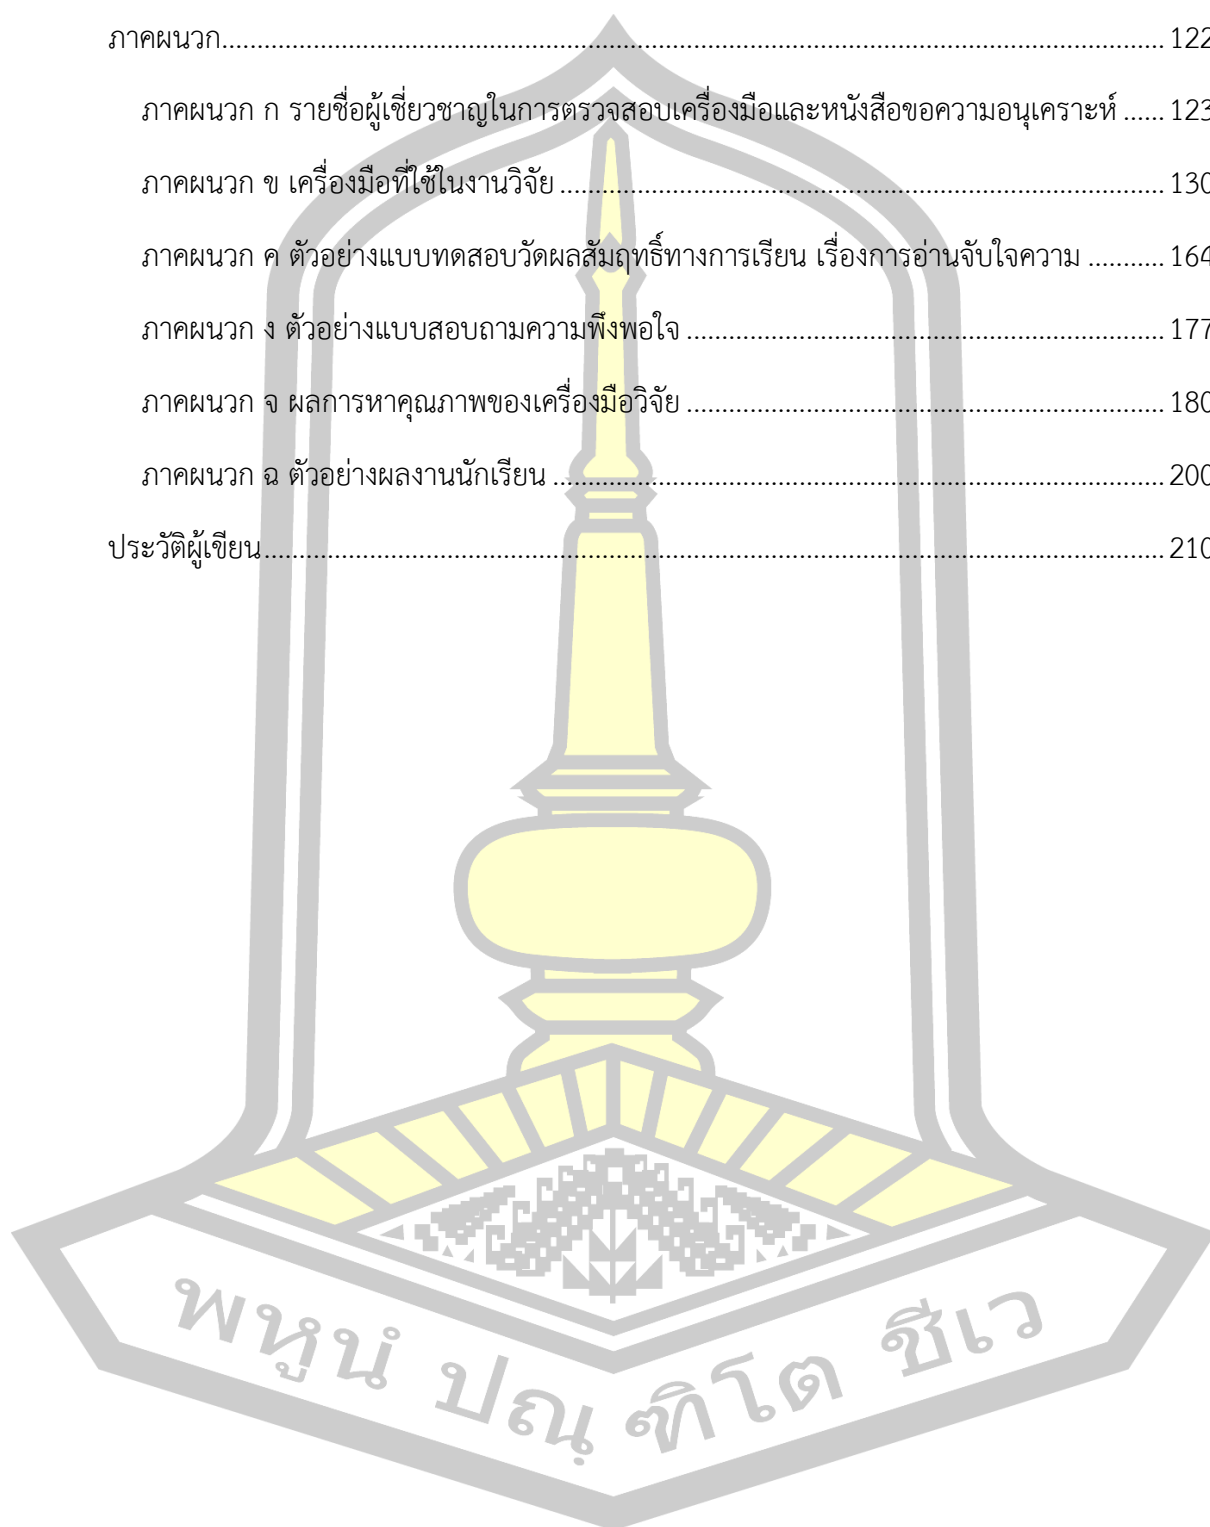 ภาคผนวก.................................................................................................................................... 122
ภาคผนวก ก รายชื่อผู้เชี่ยวชาญในการตรวจสอบเครื่องมือและหนังสือขอความอนุเคราะห์ ...... 123
ภาคผนวก ข เครื่องมือที่ใช้ในงานวิจัย ..................................................................................... 130
ภาคผนวก ค ตัวอย่างแบบทดสอบวัดผลสัมฤทธิ์ทางการเรียน เรื่องการอ่านจับใจความ ........... 164
ภาคผนวก ง ตัวอย่างแบบสอบถามความพึงพอใจ ................................................................... 177
ภาคผนวก จ ผลการหาคุณภาพของเครื่องมือวิจัย ................................................................... 180
ภาคผนวก ฉ ตัวอย่างผลงานนักเรียน ...................................................................................... 200
ประวัติผู้เขียน.............................................................................................................................. 210
พหูนํ ปณฺฑิโต ชีเว